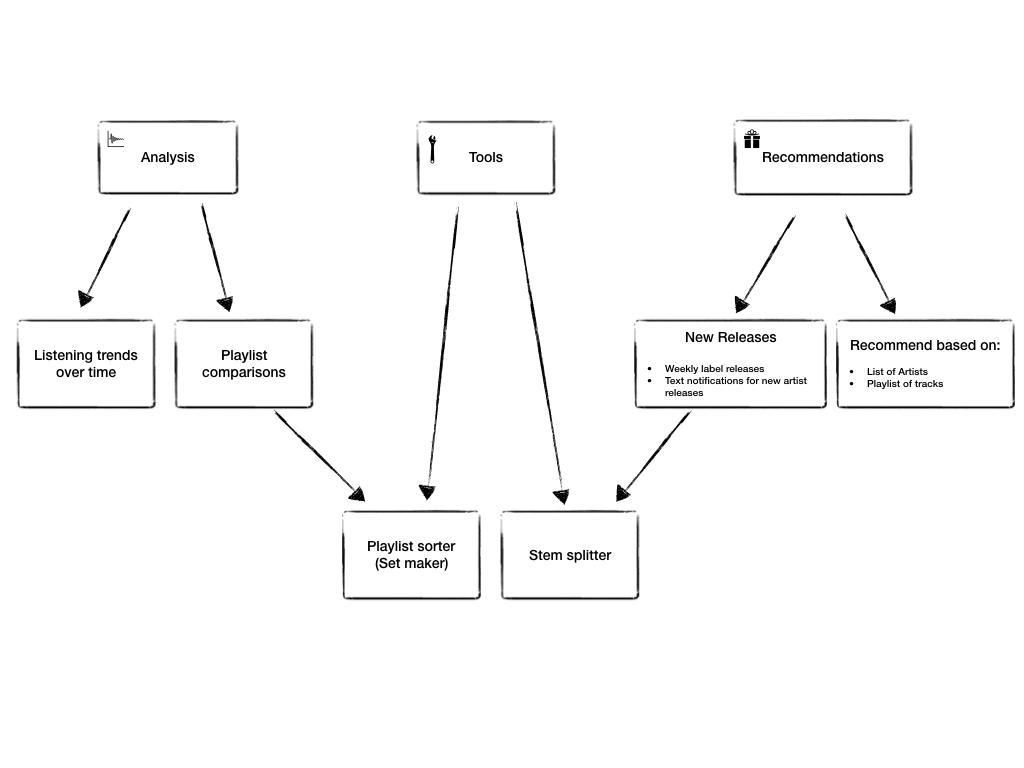 Analysis
Tools
Recommendations
Listening trends
over time
Playlist
comparisons
New Releases
• Weekly label releases
• Text notifications for new artist
releases
Recommend based on:
• List of Artists
• Playlist of tracks
Playlist sorter
(Set maker)
Stem splitter